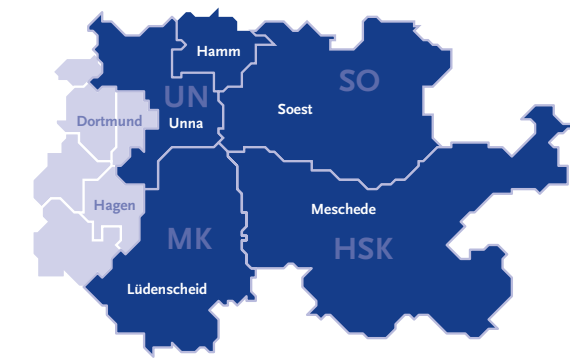 Hamm
SO
UN
Soest
Dortmund
Unna
Hagen
Meschede
MK
HSK
Lüdenscheid